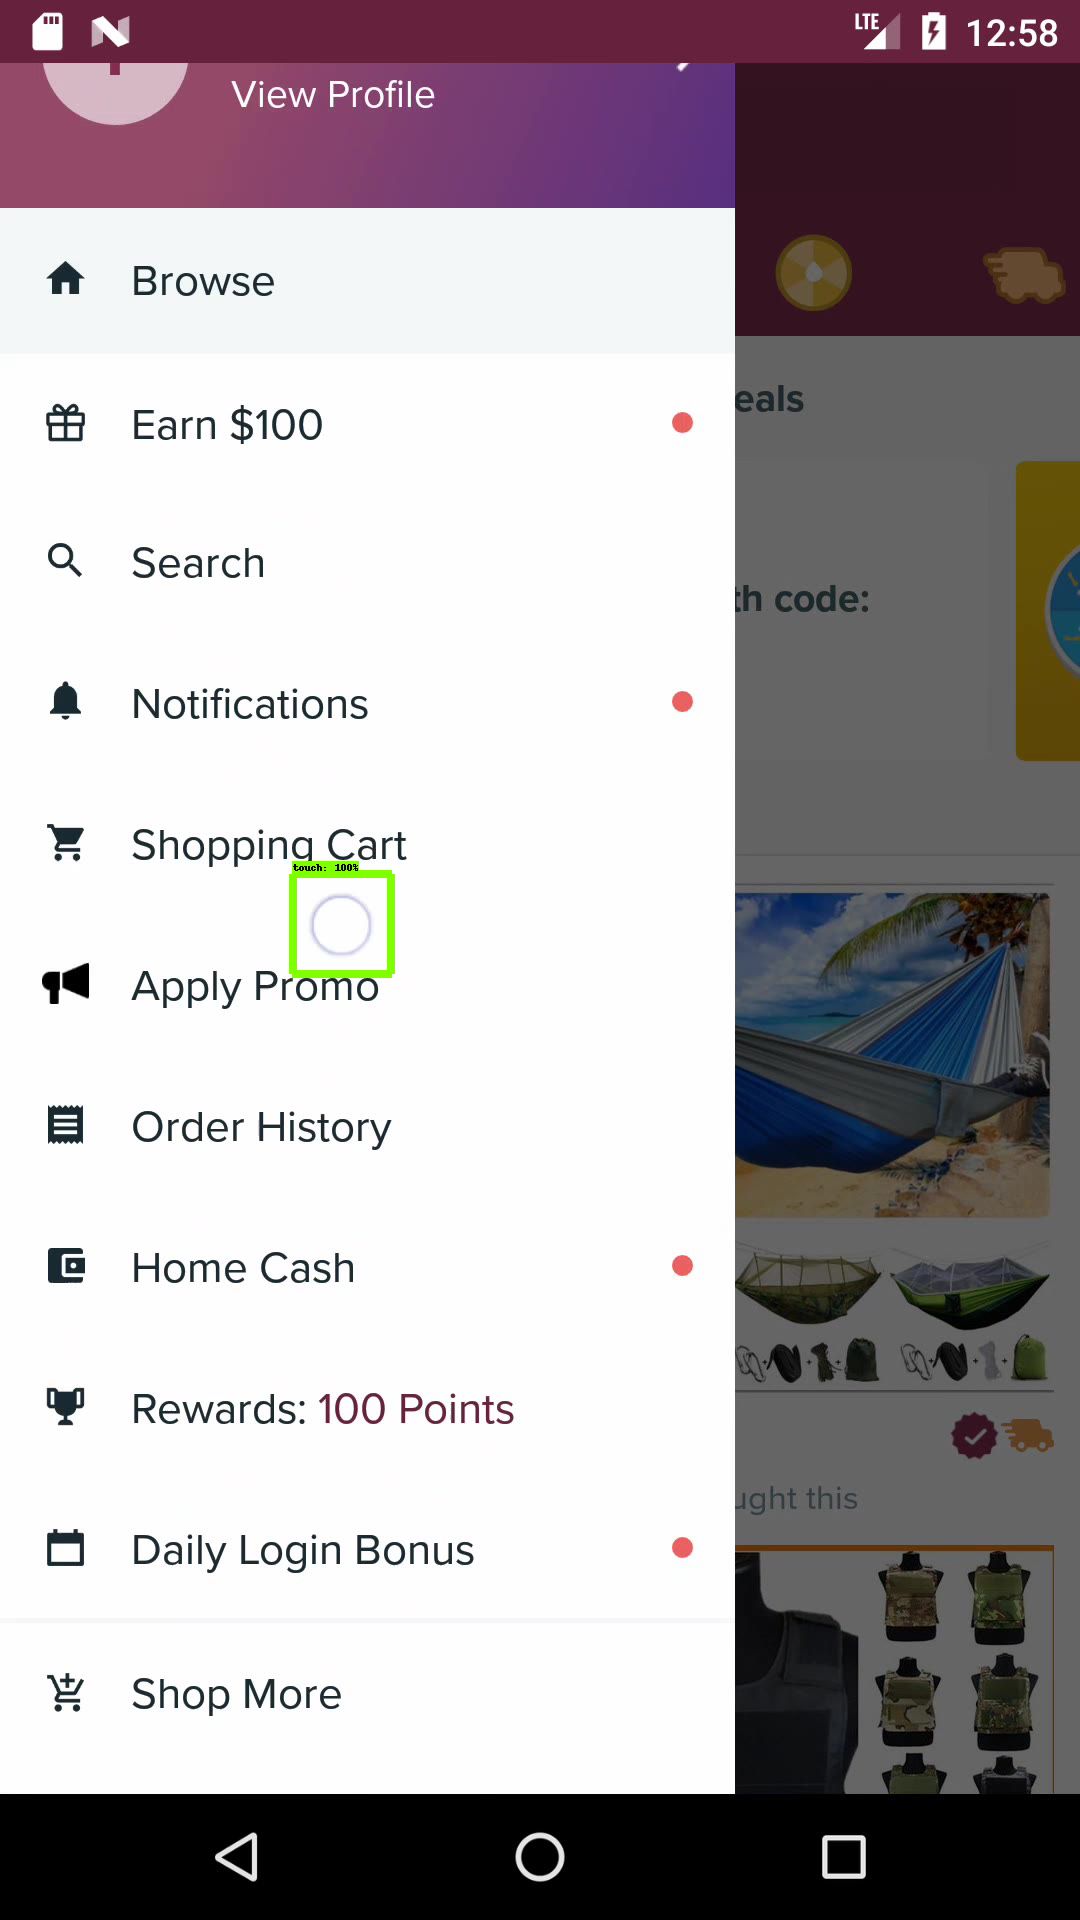 LTE 12:58
View Profile
Browse
Earn $100
eals
Search
th code:
Notifications
Shopping Cart
touch: 100%
Apply Promo
Order History
Home Cash
Rewards: 100 Points
ught this
Daily Login Bonus
Shop More